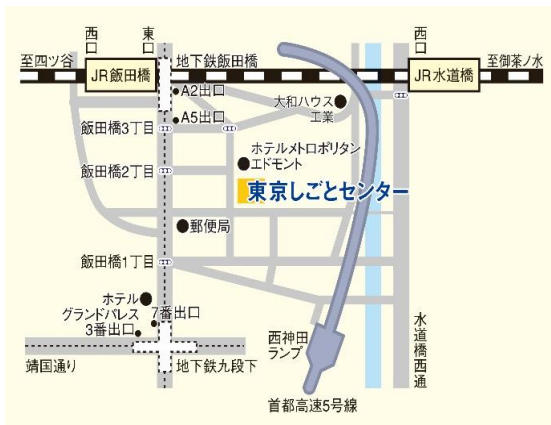 西口
東口
西口
至四ツ谷
地下鉄飯田橋
至御茶ノ水
JR飯田橋
JR水道橋
A2出口
大和ハウス
工業
A5出口
飯田橋3丁目
ホテルメトロポリタン
エドモント
飯田橋2丁目
東京しごとセンター
郵便局
飯田橋1丁目
ホテル
グランドパレス
7番出口
3番出口
西神田
ランプ
水道橋西通
靖国通り
地下鉄九段下
首都高速5号線